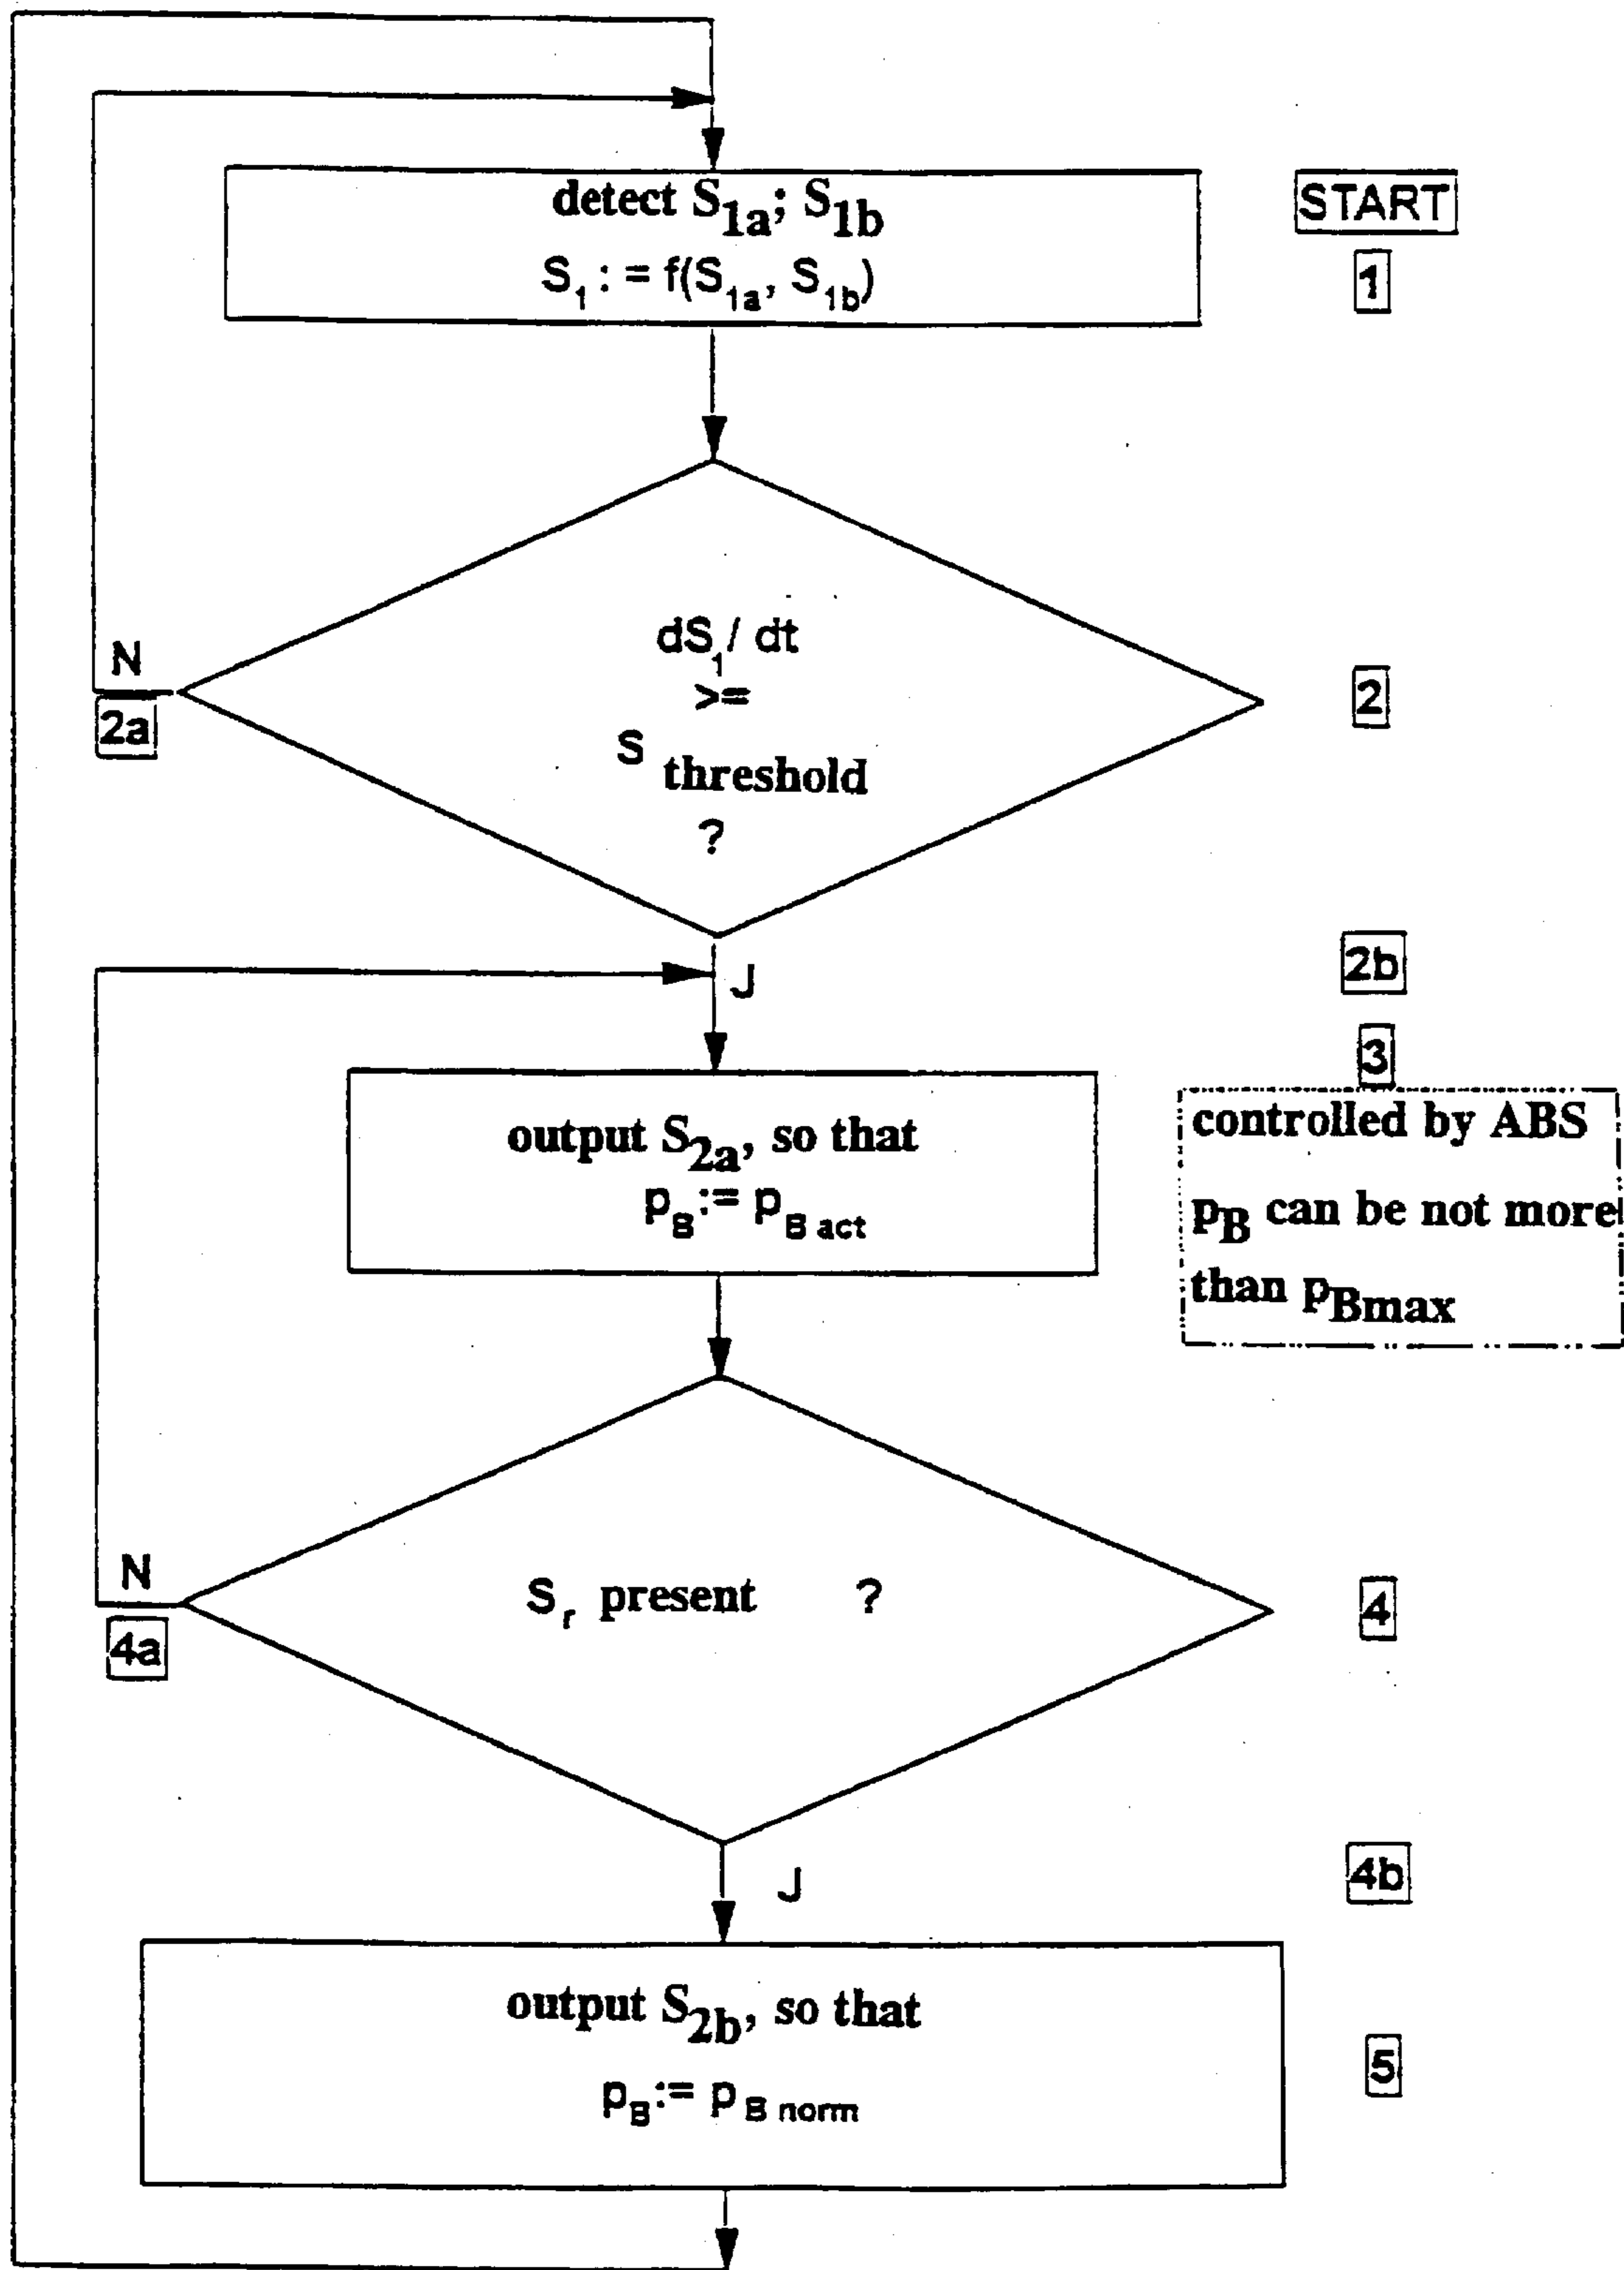 detect S1a; S1b
S1 : = f(S1a, S1b)
START
1
dS1/ dt
>=
S threshold
?
N
2a
2
J
2b
3
output S2a, so that
pB:= pB act
controlled by ABS
pB can be not more
than pBmax
Sr present ?
N
4a
4
J
4b
output S2b, so that
pB:= pB norm
5